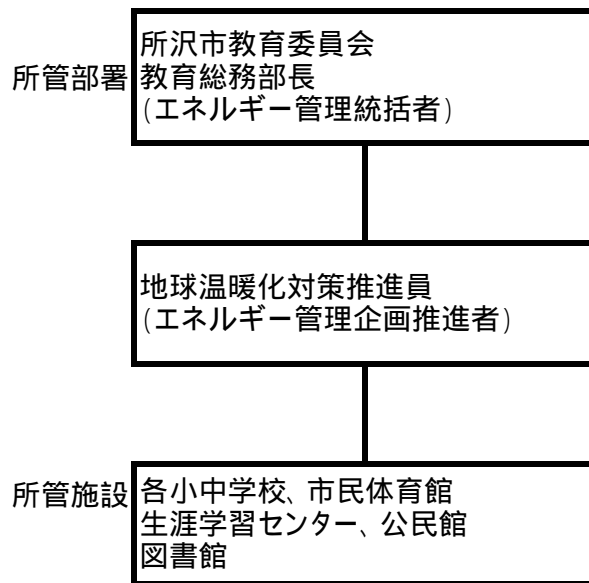 所沢市教育委員会
所管部署 教育総務部長
(エネルギー管理統括者)
地球温暖化対策推進員
(エネルギー管理企画推進者)
所管施設 各小中学校、市民体育館
生涯学習センター、公民館
図書館